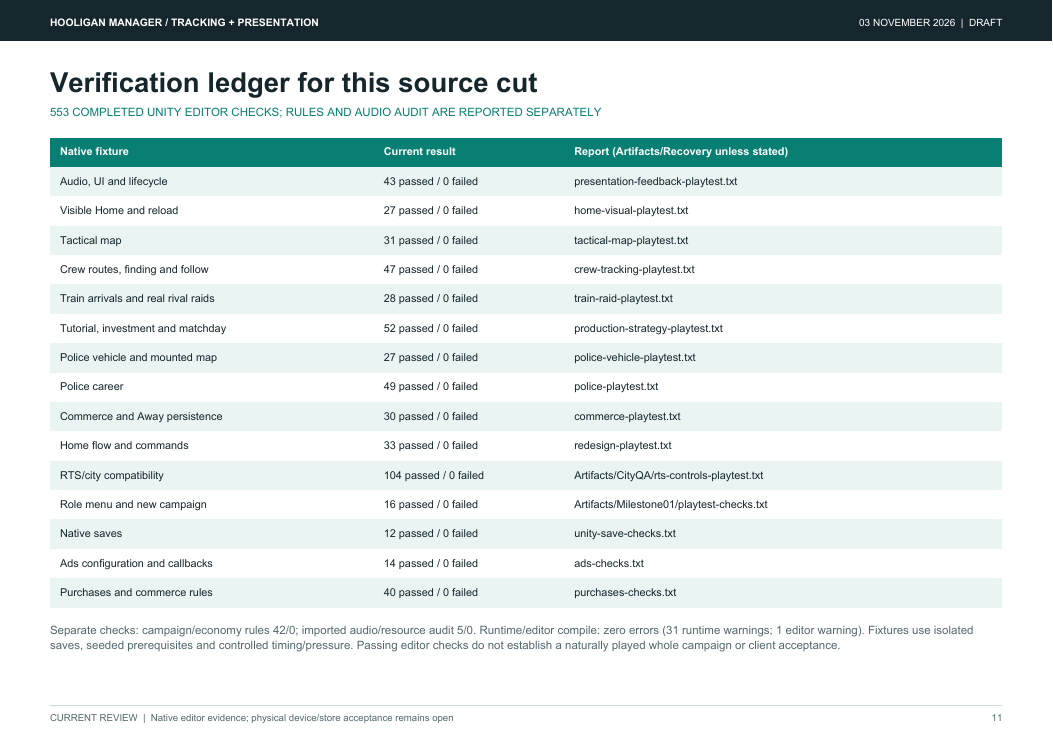 HOOLIGAN MANAGER / TRACKING + PRESENTATION
03 NOVEMBER 2026 | DRAFT
Verification ledger for this source cut
553 COMPLETED UNITY EDITOR CHECKS; RULES AND AUDIO AUDIT ARE REPORTED SEPARATELY
Native fixture Current result Report (Artifacts/Recovery unless stated)
Audio, UI and lifecycle 43 passed / 0 failed presentation-feedback-playtest.txt
Visible Home and reload 27 passed / 0 failed home-visual-playtest.txt
Tactical map 31 passed / 0 failed tactical-map-playtest.txt
Crew routes, finding and follow 47 passed / 0 failed crew-tracking-playtest.txt
Train arrivals and real rival raids 28 passed / 0 failed train-raid-playtest.txt
Tutorial, investment and matchday 52 passed / 0 failed production-strategy-playtest.txt
Police vehicle and mounted map 27 passed / 0 failed police-vehicle-playtest.txt
Police career 49 passed / 0 failed police-playtest.txt
Commerce and Away persistence 30 passed / 0 failed commerce-playtest.txt
Home flow and commands 33 passed / 0 failed redesign-playtest.txt
RTS/city compatibility 104 passed / 0 failed Artifacts/CityQA/rts-controls-playtest.txt
Role menu and new campaign 16 passed / 0 failed Artifacts/Milestone01/playtest-checks.txt
Native saves 12 passed / 0 failed unity-save-checks.txt
Ads configuration and callbacks 14 passed / 0 failed ads-checks.txt
Purchases and commerce rules 40 passed / 0 failed purchases-checks.txt
Separate checks: campaign/economy rules 42/0; imported audio/resource audit 5/0. Runtime/editor compile: zero errors (31 runtime warnings; 1 editor warning). Fixtures use isolated
saves, seeded prerequisites and controlled timing/pressure. Passing editor checks do not establish a naturally played whole campaign or client acceptance.
CURRENT REVIEW | Native editor evidence; physical device/store acceptance remains open
11